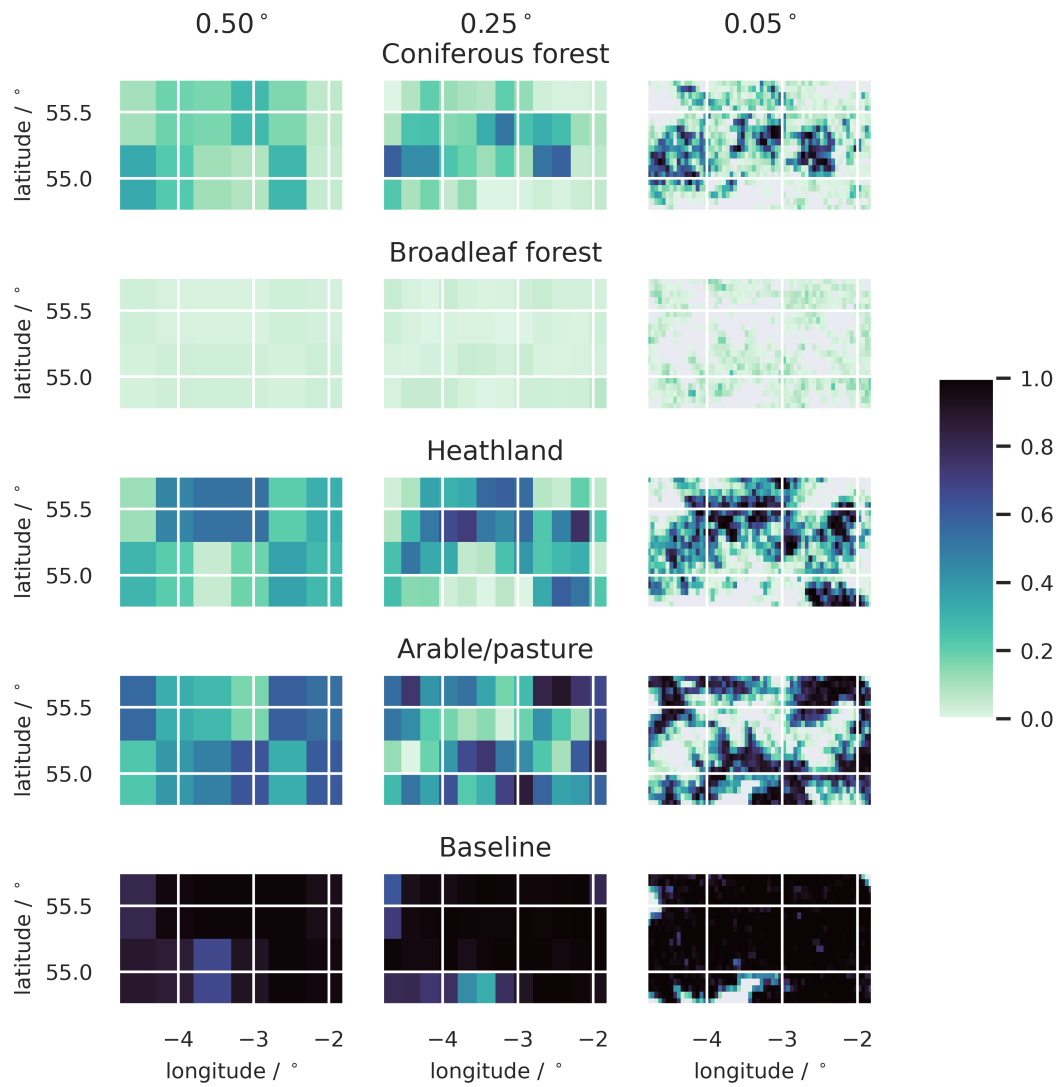 0.50° 0.25° 0.05°
Coniferous forest
latitude / °
55.5
55.0
Broadleaf forest
latitude / °
55.5
55.0
Heathland
latitude / °
55.5
55.0
Arable/pasture
latitude / °
55.5
55.0
Baseline
latitude / °
55.5
55.0
−4 −3 −2 −4 −3 −2 −4 −3 −2
longitude / ° longitude / ° longitude / °
1.0
0.8
0.6
0.4
0.2
0.0